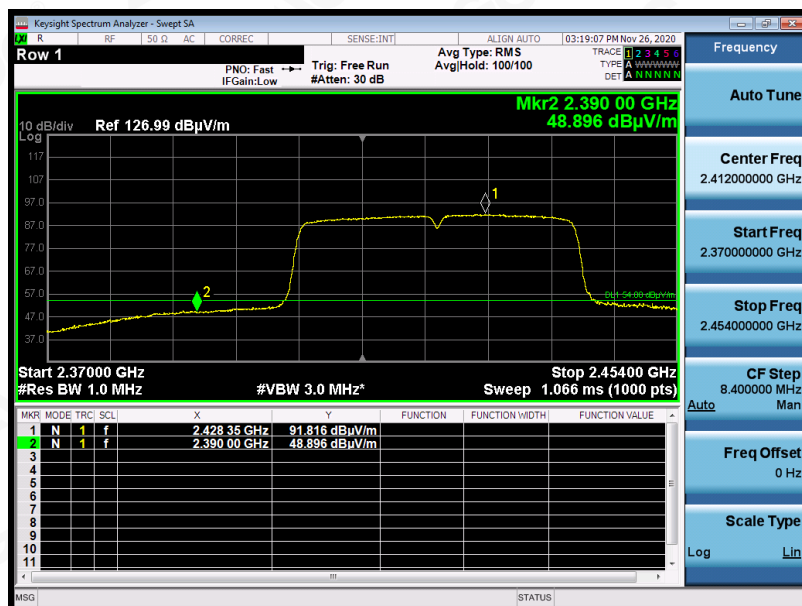 Keysight Spectrum Analyzer - Swept SA
R RF 50 Ω AC CORREC SENSE:INT ALIGN AUTO 03:19:07 PM Nov 26, 2020
Row 1
PNO: Fast
IFGain:Low
Trig: Free Run
#Atten: 30 dB
Avg Type: RMS
Avg|Hold: 100/100
TRACE 1 2 3 4 5 6
TYPE A WWWWW
DET A N N N N N
Mkr2 2.390 00 GHz
48.896 dBµV/m
10 dB/div Ref 126.99 dBµV/m
Log
117
107
97.0
87.0
77.0
67.0
57.0
47.0
37.0
1
2
DL1 54.00 dBµV/m
Start 2.37000 GHz Stop 2.45400 GHz
#Res BW 1.0 MHz #VBW 3.0 MHz* Sweep 1.066 ms (1000 pts)
MKR MODE TRC SCL X Y FUNCTION FUNCTION WIDTH FUNCTION VALUE
1 N 1 f 2.428 35 GHz 91.816 dBµV/m
2 N 1 f 2.390 00 GHz 48.896 dBµV/m
3
4
5
6
7
8
9
10
11
MSG STATUS
Frequency
Auto Tune
Center Freq
2.412000000 GHz
Start Freq
2.370000000 GHz
Stop Freq
2.454000000 GHz
CF Step
8.400000 MHz
Auto Man
Freq Offset
0 Hz
Scale Type
Log Lin